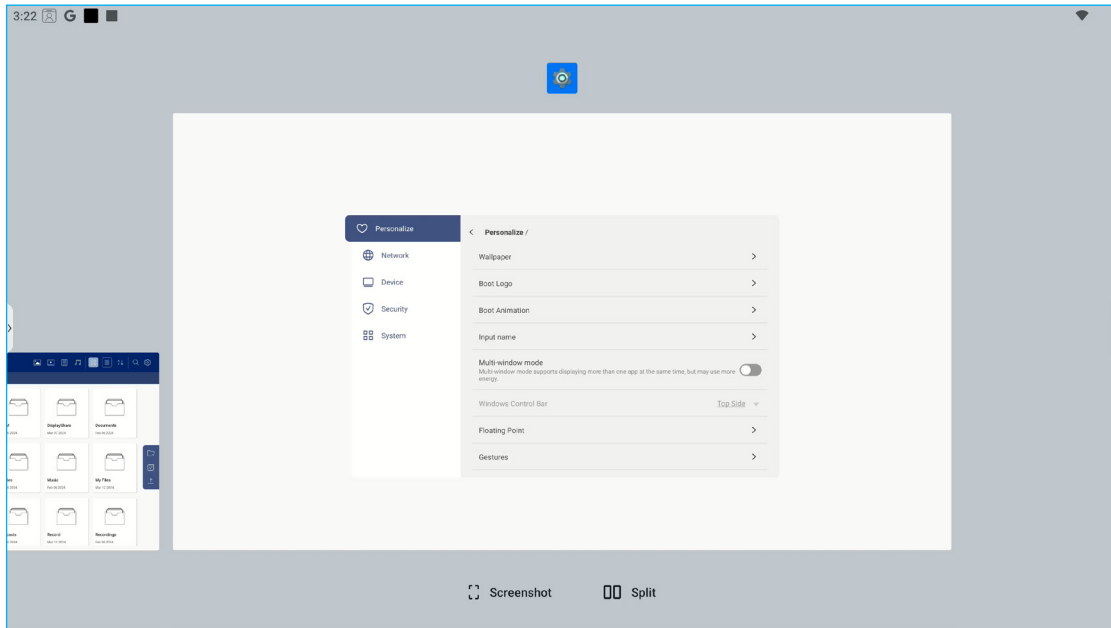 3:22
G
Personalize
Network
Device
Security
System
Personalize /
Wallpaper
Boot Logo
Boot Animation
Input name
Multi-window mode
Multi-window mode supports displaying more than one app at the same time, but may use more
energy.
Windows Control Bar
Top Side
Floating Point
Gestures
DisplayShare
Documents
Music
My Files
Record
Recordings
Screenshot
Split